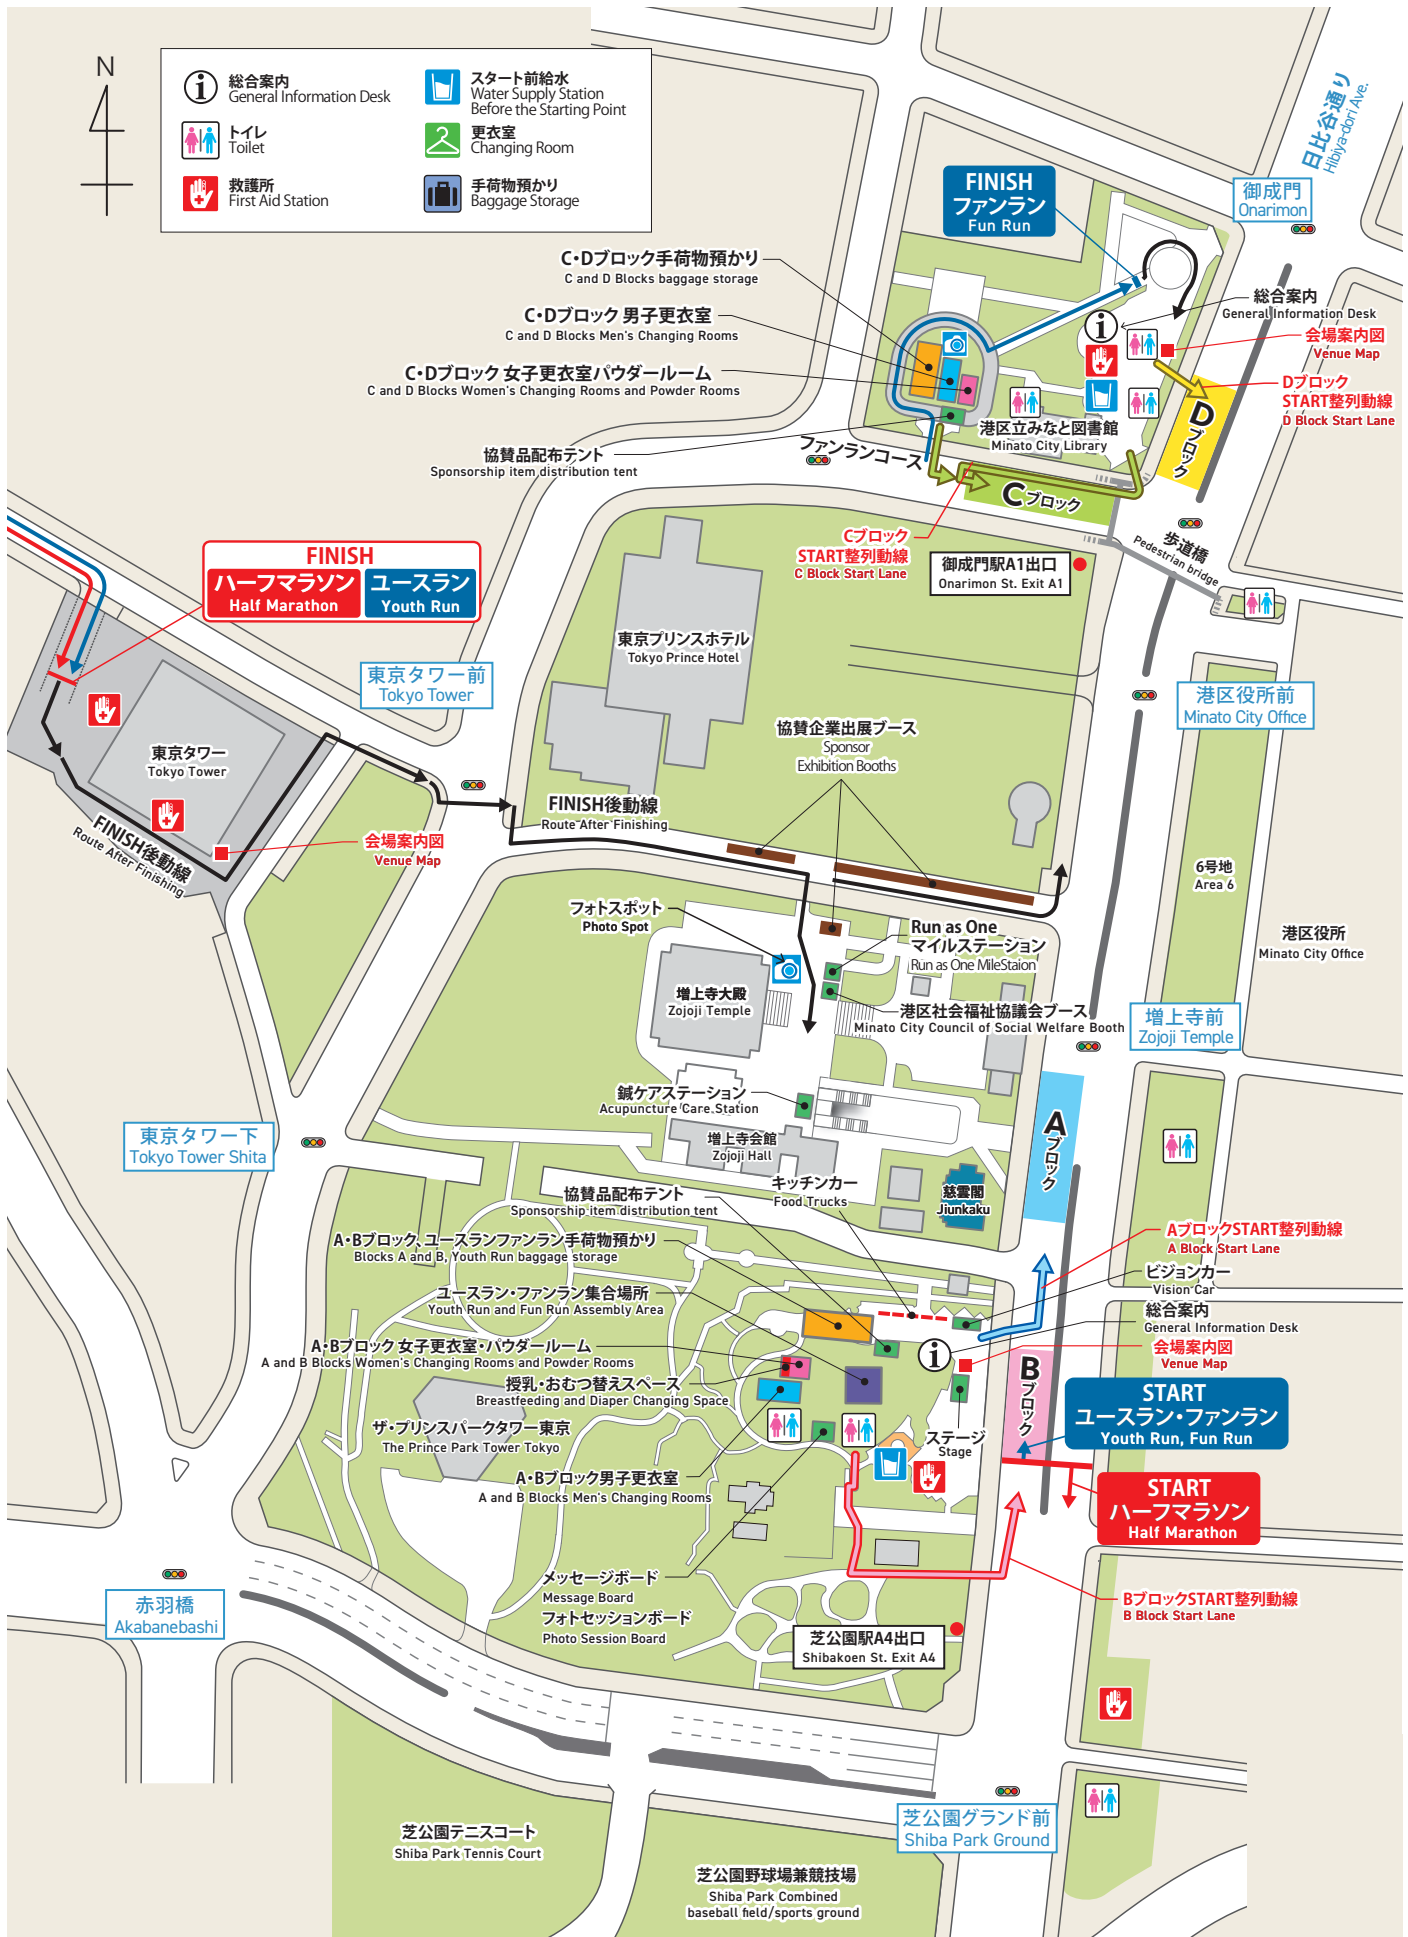 N
総合案内
General Information Desk
トイレ
Toilet
救護所
First Aid Station
スタート前給水
Water Supply Station
Before the Starting Point
更衣室
Changing Room
手荷物預かり
Baggage Storage
日比谷通り
Hibiya-dori Ave.
御成門
Onarimon
FINISH
ファンラン
Fun Run
C・Dブロック手荷物預かり
C and D Blocks baggage storage
C・Dブロック 男子更衣室
C and D Blocks Men's Changing Rooms
C・Dブロック 女子更衣室パウダールーム
C and D Blocks Women's Changing Rooms and Powder Rooms
協賛品配布テント
Sponsorship item distribution tent
総合案内
General Information Desk
会場案内図
Venue Map
Dブロック
START整列動線
D Block Start Lane
Dブロック
港区立みなと図書館
Minato City Library
ファンランコース
Cブロック
Cブロック
START整列動線
C Block Start Lane
御成門駅A1出口
Onarimon St. Exit A1
歩道橋
Pedestrian bridge
FINISH
ハーフマラソン
Half Marathon
ユースラン
Youth Run
東京プリンスホテル
Tokyo Prince Hotel
東京タワー前
Tokyo Tower
港区役所前
Minato City Office
協賛企業出展ブース
Sponsor
Exhibition Booths
東京タワー
Tokyo Tower
FINISH後動線
Route After Finishing
FINISH後動線
Route After Finishing
会場案内図
Venue Map
6号地
Area 6
港区役所
Minato City Office
フォトスポット
Photo Spot
Run as One
マイルステーション
Run as One MileStaion
増上寺大殿
Zojoji Temple
港区社会福祉協議会ブース
Minato City Council of Social Welfare Booth
増上寺前
Zojoji Temple
鍼ケアステーション
Acupuncture Care Station
増上寺会館
Zojoji Hall
Aブロック
東京タワー下
Tokyo Tower Shita
キッチンカー
Food Trucks
慈雲閣
Jiunkaku
協賛品配布テント
Sponsorship item distribution tent
A・Bブロック、ユースランファンラン手荷物預かり
Blocks A and B, Youth Run baggage storage
ユースラン・ファンラン集合場所
Youth Run and Fun Run Assembly Area
A・Bブロック 女子更衣室・パウダールーム
A and B Blocks Women's Changing Rooms and Powder Rooms
授乳・おむつ替えスペース
Breastfeeding and Diaper Changing Space
AブロックSTART整列動線
A Block Start Lane
ビジョンカー
Vision Car
総合案内
General Information Desk
会場案内図
Venue Map
Bブロック
START
ユースラン・ファンラン
Youth Run, Fun Run
ザ・プリンスパークタワー東京
The Prince Park Tower Tokyo
ステージ
Stage
A・Bブロック男子更衣室
A and B Blocks Men's Changing Rooms
START
ハーフマラソン
Half Marathon
メッセージボード
Message Board
フォトセッションボード
Photo Session Board
BブロックSTART整列動線
B Block Start Lane
赤羽橋
Akabanebashi
芝公園駅A4出口
Shibakoen St. Exit A4
芝公園グランド前
Shiba Park Ground
芝公園テニスコート
Shiba Park Tennis Court
芝公園野球場兼競技場
Shiba Park Combined
baseball field/sports ground